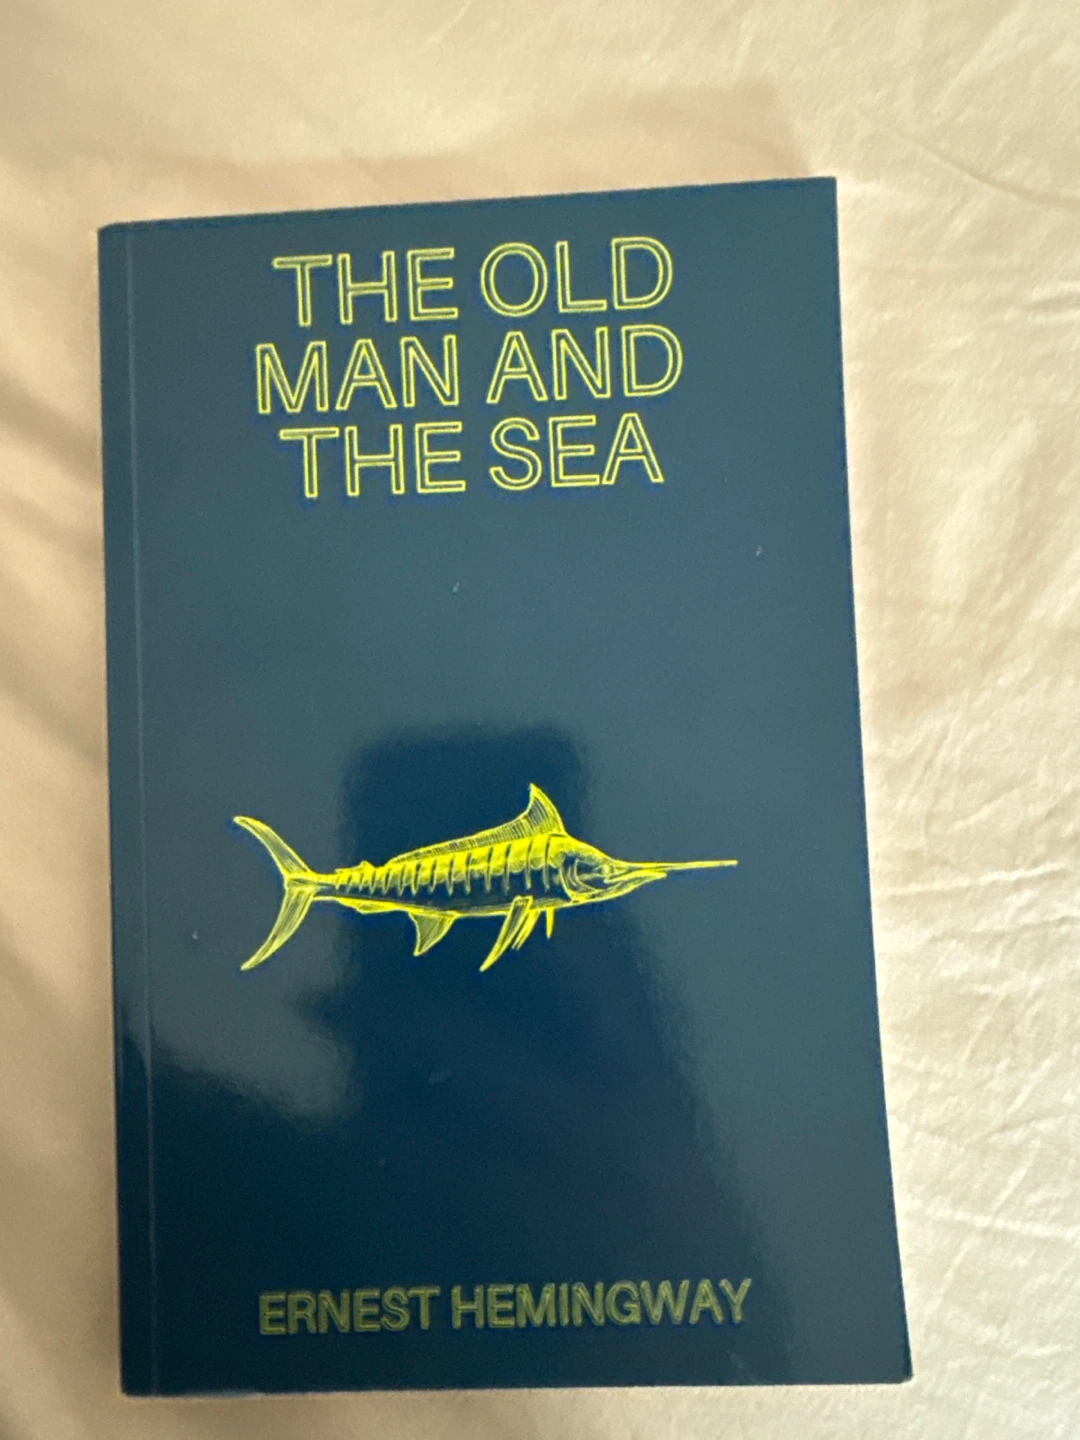 THE OLD
MAN AND
THE SEA
ERNEST HEMINGWAY